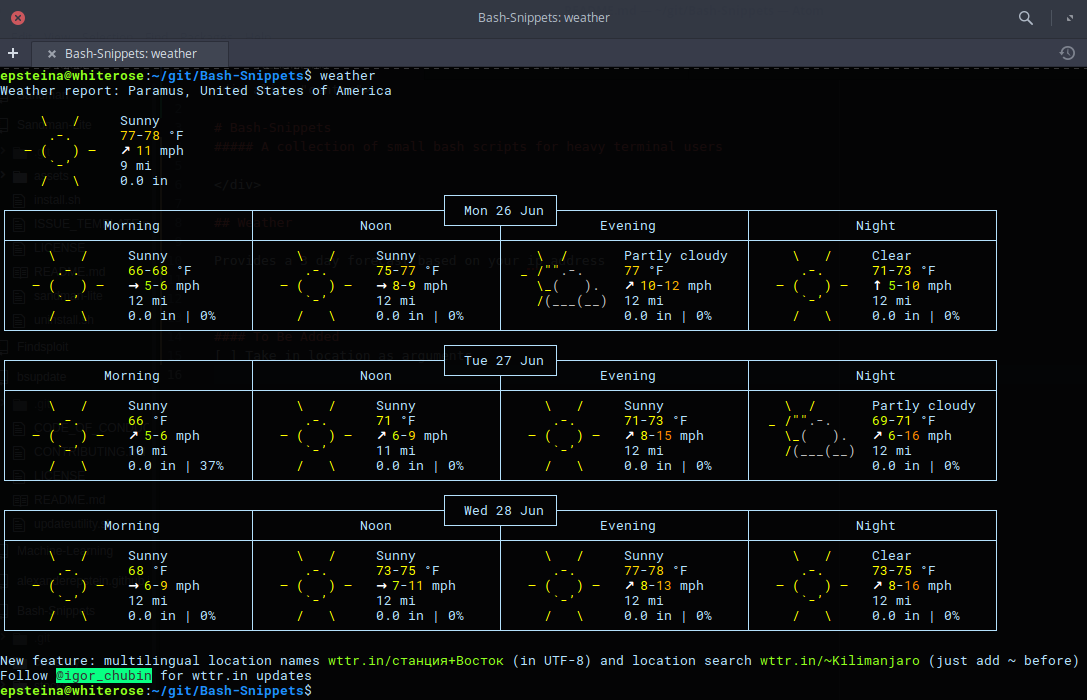 Bash-Snippets: weather
Bash-Snippets: weather
epsteina@whiterose:~/git/Bash-Snippets$ weather
Weather report: Paramus, United States of America
Sunny
77-78 °F
↗ 11 mph
9 mi
0.0 in
Mon 26 Jun
Morning Noon Evening Night
Sunny Sunny Partly cloudy Clear
66-68 °F 75-77 °F 77 °F 71-73 °F
→ 5-6 mph → 8-9 mph ↗ 10-12 mph ↑ 5-10 mph
12 mi 12 mi 12 mi 12 mi
0.0 in | 0% 0.0 in | 0% 0.0 in | 0% 0.0 in | 0%
Tue 27 Jun
Morning Noon Evening Night
Sunny Sunny Sunny Partly cloudy
66 °F 71 °F 71-73 °F 69-71 °F
↗ 5-6 mph ↗ 6-9 mph ↗ 8-15 mph ↗ 6-16 mph
10 mi 11 mi 12 mi 12 mi
0.0 in | 37% 0.0 in | 0% 0.0 in | 0% 0.0 in | 0%
Wed 28 Jun
Morning Noon Evening Night
Sunny Sunny Sunny Clear
68 °F 73-75 °F 77-78 °F 73-75 °F
→ 6-9 mph → 7-11 mph ↗ 8-13 mph ↗ 8-16 mph
12 mi 12 mi 12 mi 12 mi
0.0 in | 0% 0.0 in | 0% 0.0 in | 0% 0.0 in | 0%
New feature: multilingual location names wttr.in/станция+Восток (in UTF-8) and location search wttr.in/~Kilimanjaro (just add ~ before)
Follow @igor_chubin for wttr.in updates
epsteina@whiterose:~/git/Bash-Snippets$